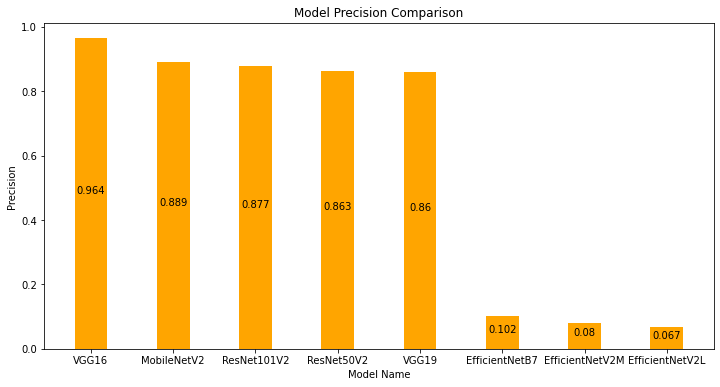 Model Precision Comparison
Precision
1.0
0.8
0.6
0.4
0.2
0.0
0.964
0.889
0.877
0.863
0.86
0.102
0.08
0.067
VGG16
MobileNetV2
ResNet101V2
ResNet50V2
VGG19
EfficientNetB7
EfficientNetV2M
EfficientNetV2L
Model Name